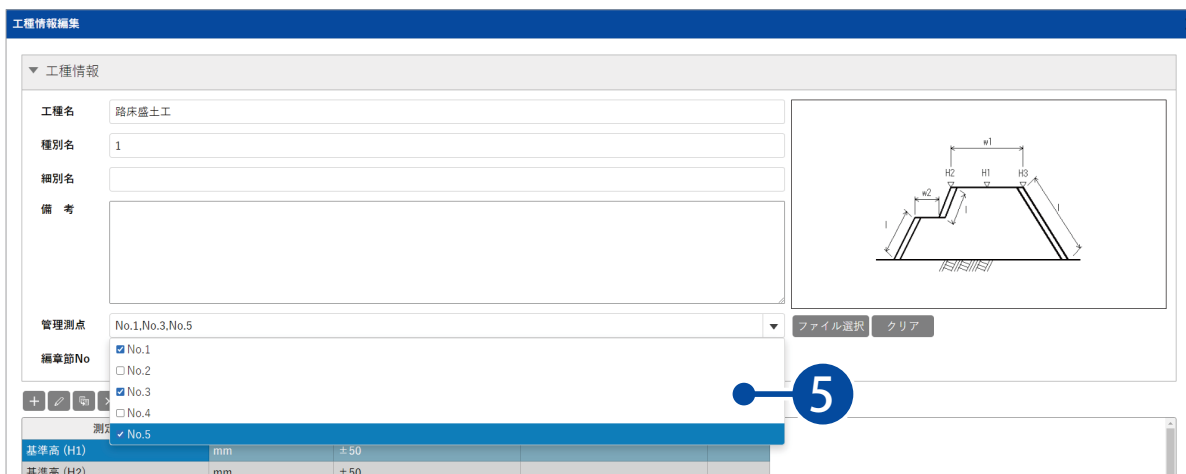 工種情報編集
▼ 工種情報
工種名 路床盛土工
種別名 1
細別名
備 考
w1
H2 H1 H3
w2
l
l
l
管理測点 No.1,No.3,No.5
ファイル選択 クリア
編章節No
No.1
No.2
No.3
No.4
No.5
5
測
基準高 (H1) mm ±50
基準高 (H2) mm ±50